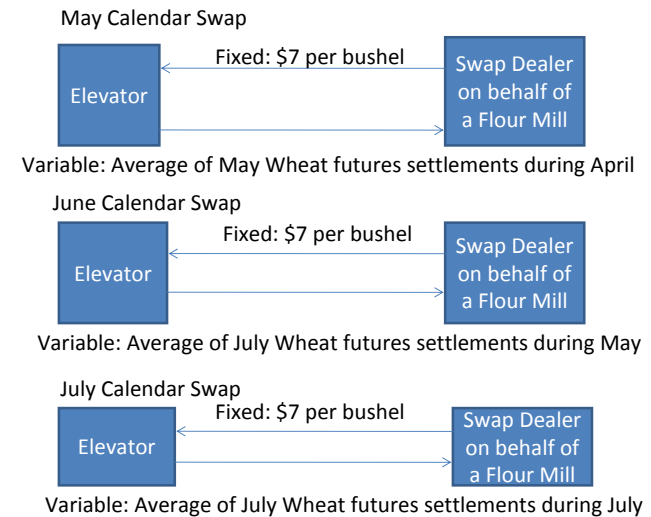 May Calendar Swap
Fixed: $7 per bushel
Elevator
Swap Dealer
on behalf of
a Flour Mill
Variable: Average of May Wheat futures settlements during April
June Calendar Swap
Fixed: $7 per bushel
Elevator
Swap Dealer
on behalf of
a Flour Mill
Variable: Average of July Wheat futures settlements during May
July Calendar Swap
Fixed: $7 per bushel
Elevator
Swap Dealer
on behalf of
a Flour Mill
Variable: Average of July Wheat futures settlements during July